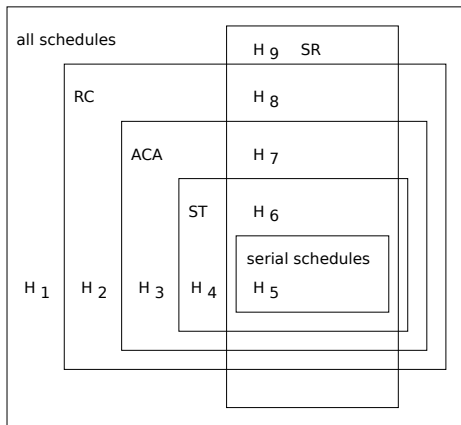 all schedules
H 9 SR
RC
H 8
ACA
H 7
ST
H 6
serial schedules
H 1 H 2 H 3 H 4 H 5